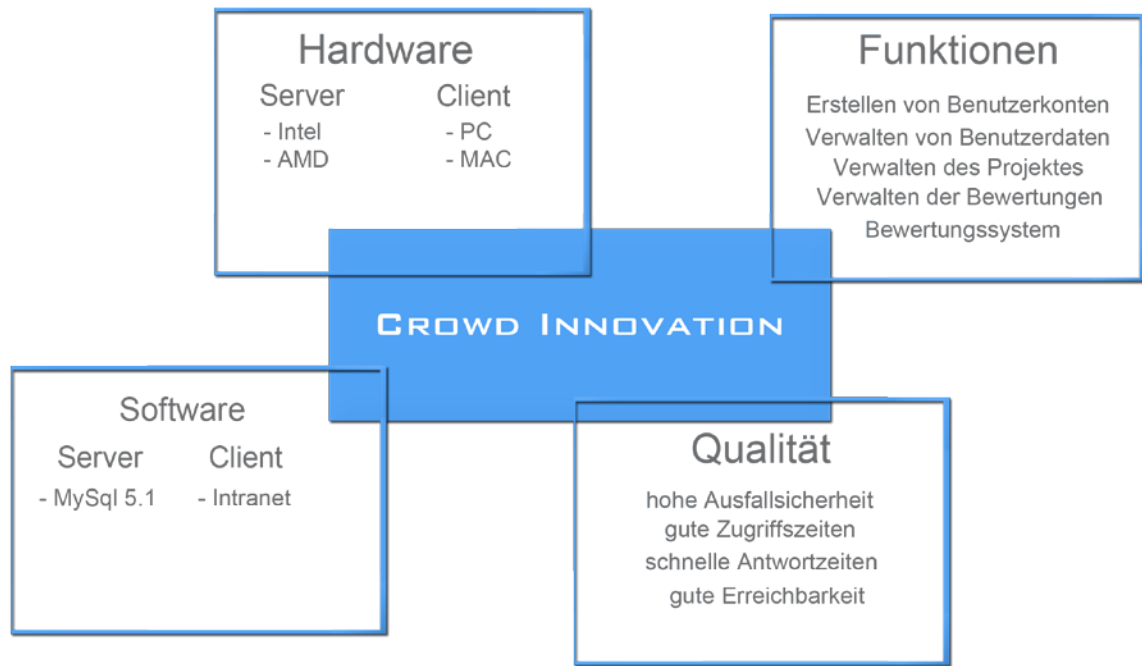 Hardware
Server Client
- Intel - PC
- AMD - MAC
Funktionen
Erstellen von Benutzerkonten
Verwalten von Benutzerdaten
Verwalten des Projektes
Verwalten der Bewertungen
Bewertungssystem
CROWD INNOVATION
Software
Server Client
- MySql 5.1 - Intranet
Qualität
hohe Ausfallsicherheit
gute Zugriffszeiten
schnelle Antwortzeiten
gute Erreichbarkeit